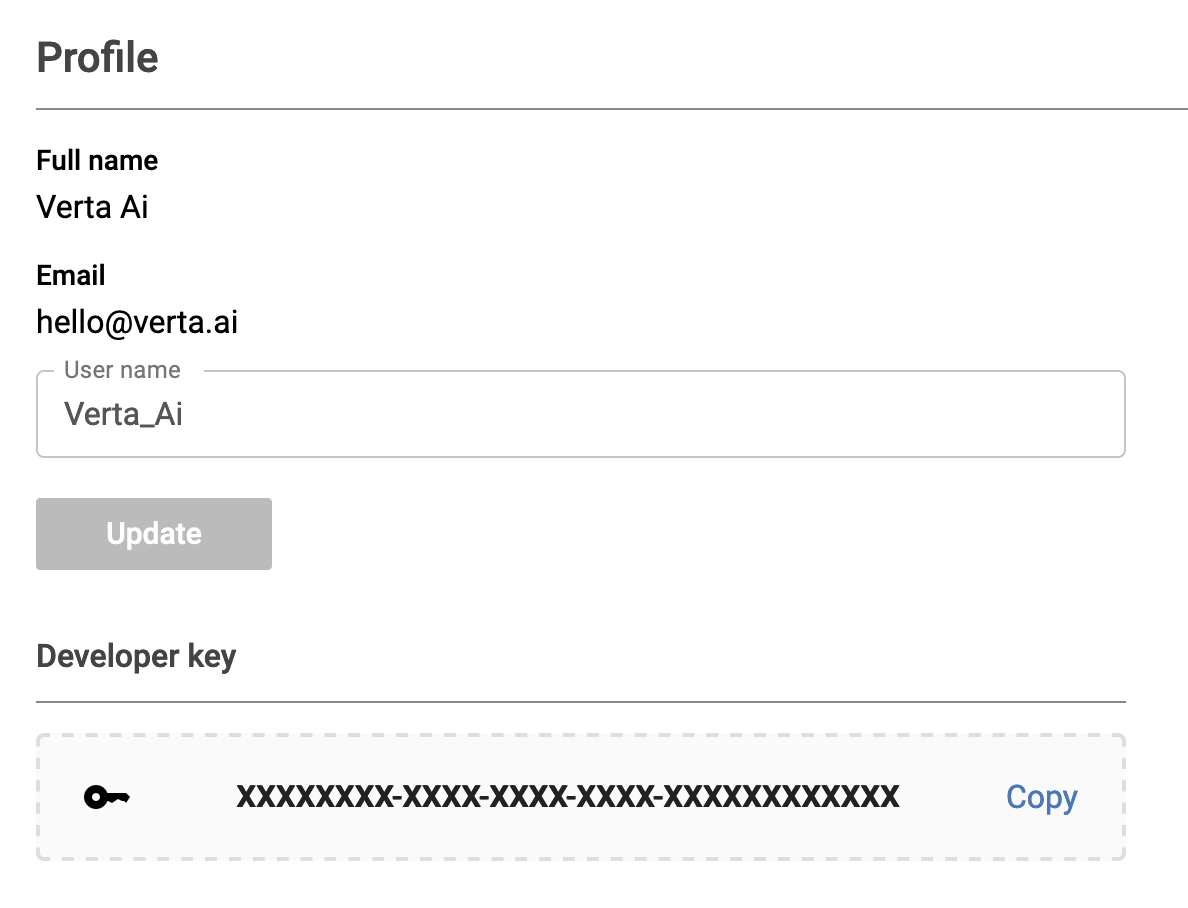 Profile
Full name
Verta Ai
Email
hello@verta.ai
User name
Verta_Ai
Update
Developer key
XXXXXXXX-XXXX-XXXX-XXXX-XXXXXXXXXXXX Copy